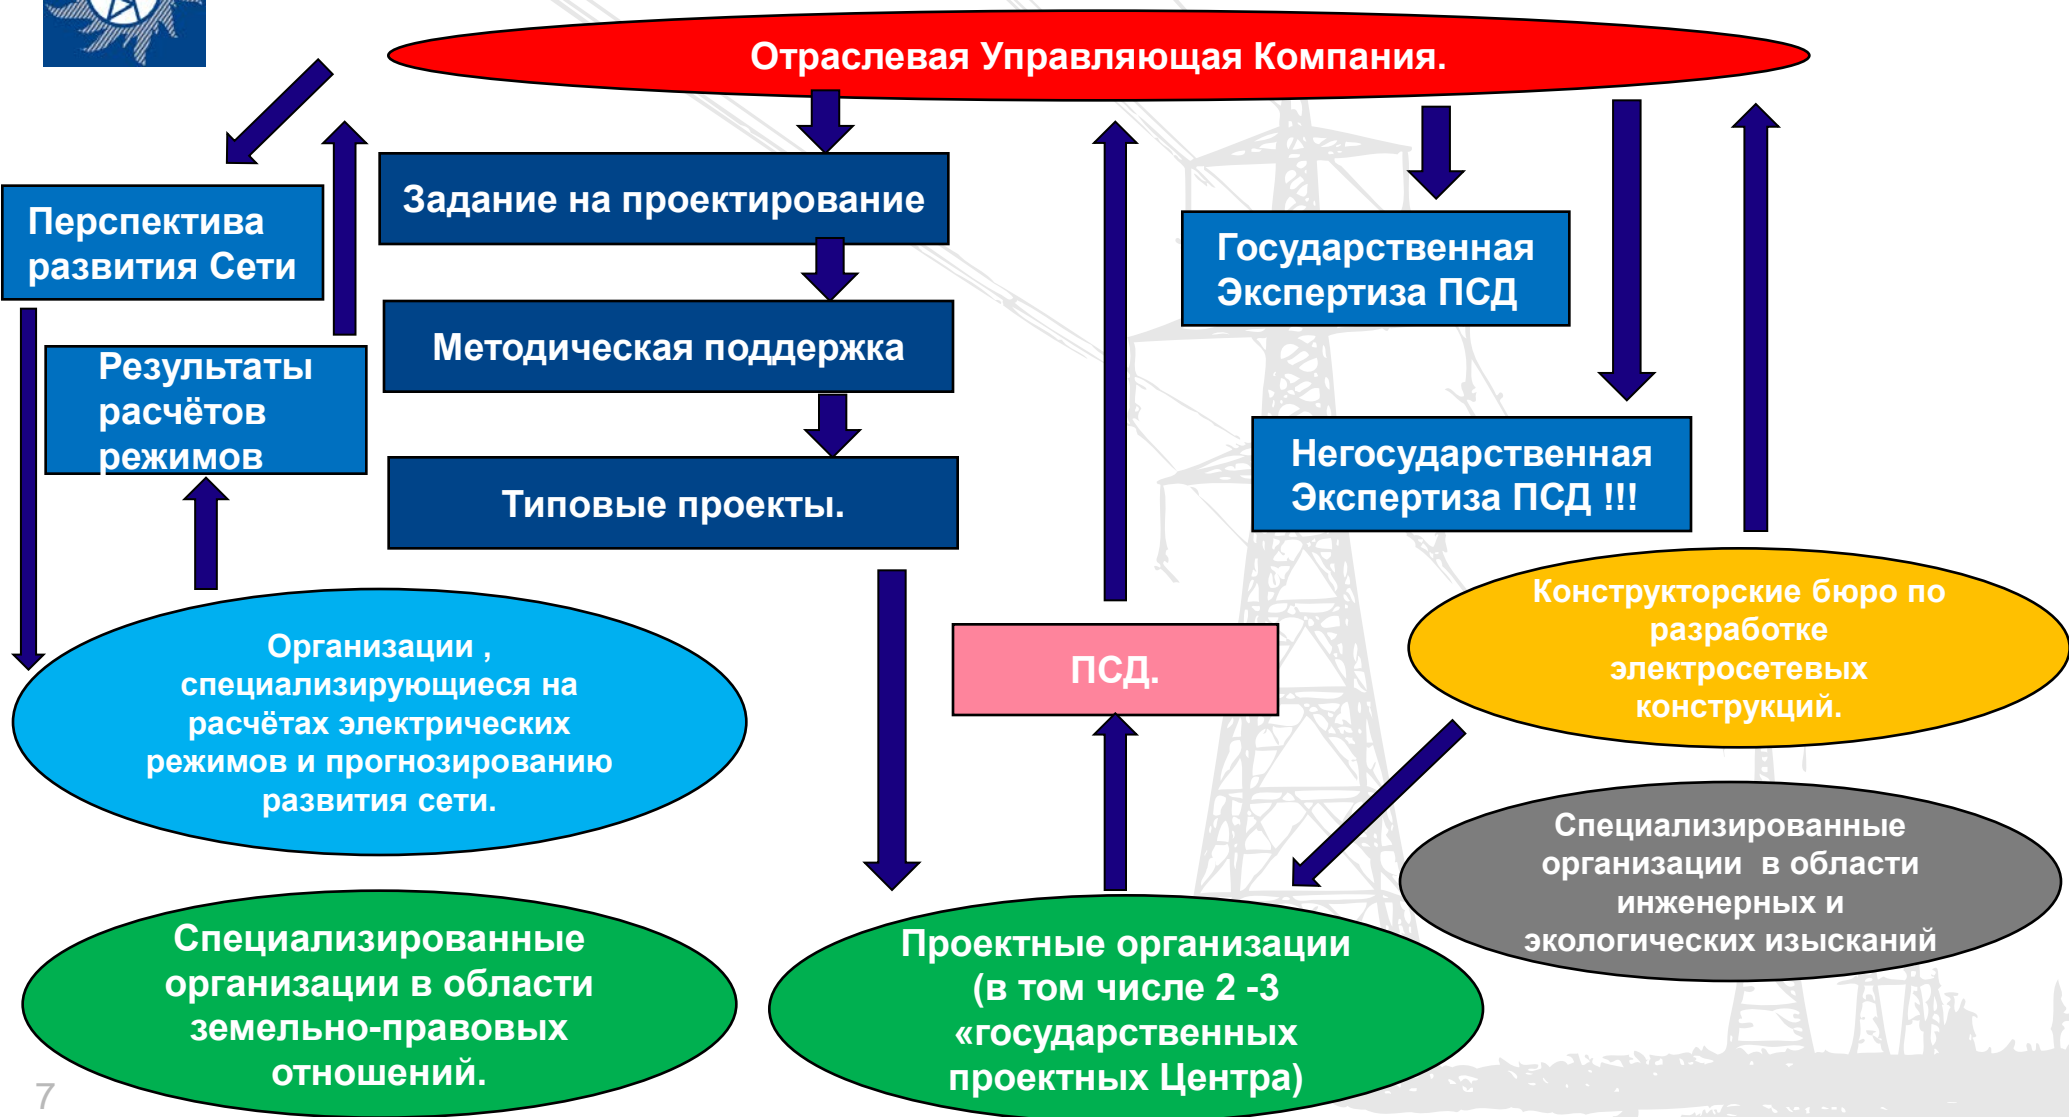 Отраслевая Управляющая Компания.
Перспектива
развития Сети
Задание на проектирование
Государственная
Экспертиза ПСД
Методическая поддержка
Результаты
расчётов
режимов
Негосударственная
Экспертиза ПСД !!!
Типовые проекты.
Организации ,
специализирующиеся на
расчётах электрических
режимов и прогнозированию
развития сети.
ПСД.
Конструкторские бюро по
разработке
электросетевых
конструкций.
Специализированные
организации в области
инженерных и
экологических изысканий
Специализированные
организации в области
земельно-правовых
отношений.
Проектные организации
(в том числе 2 -3
«государственных
проектных Центра)
7